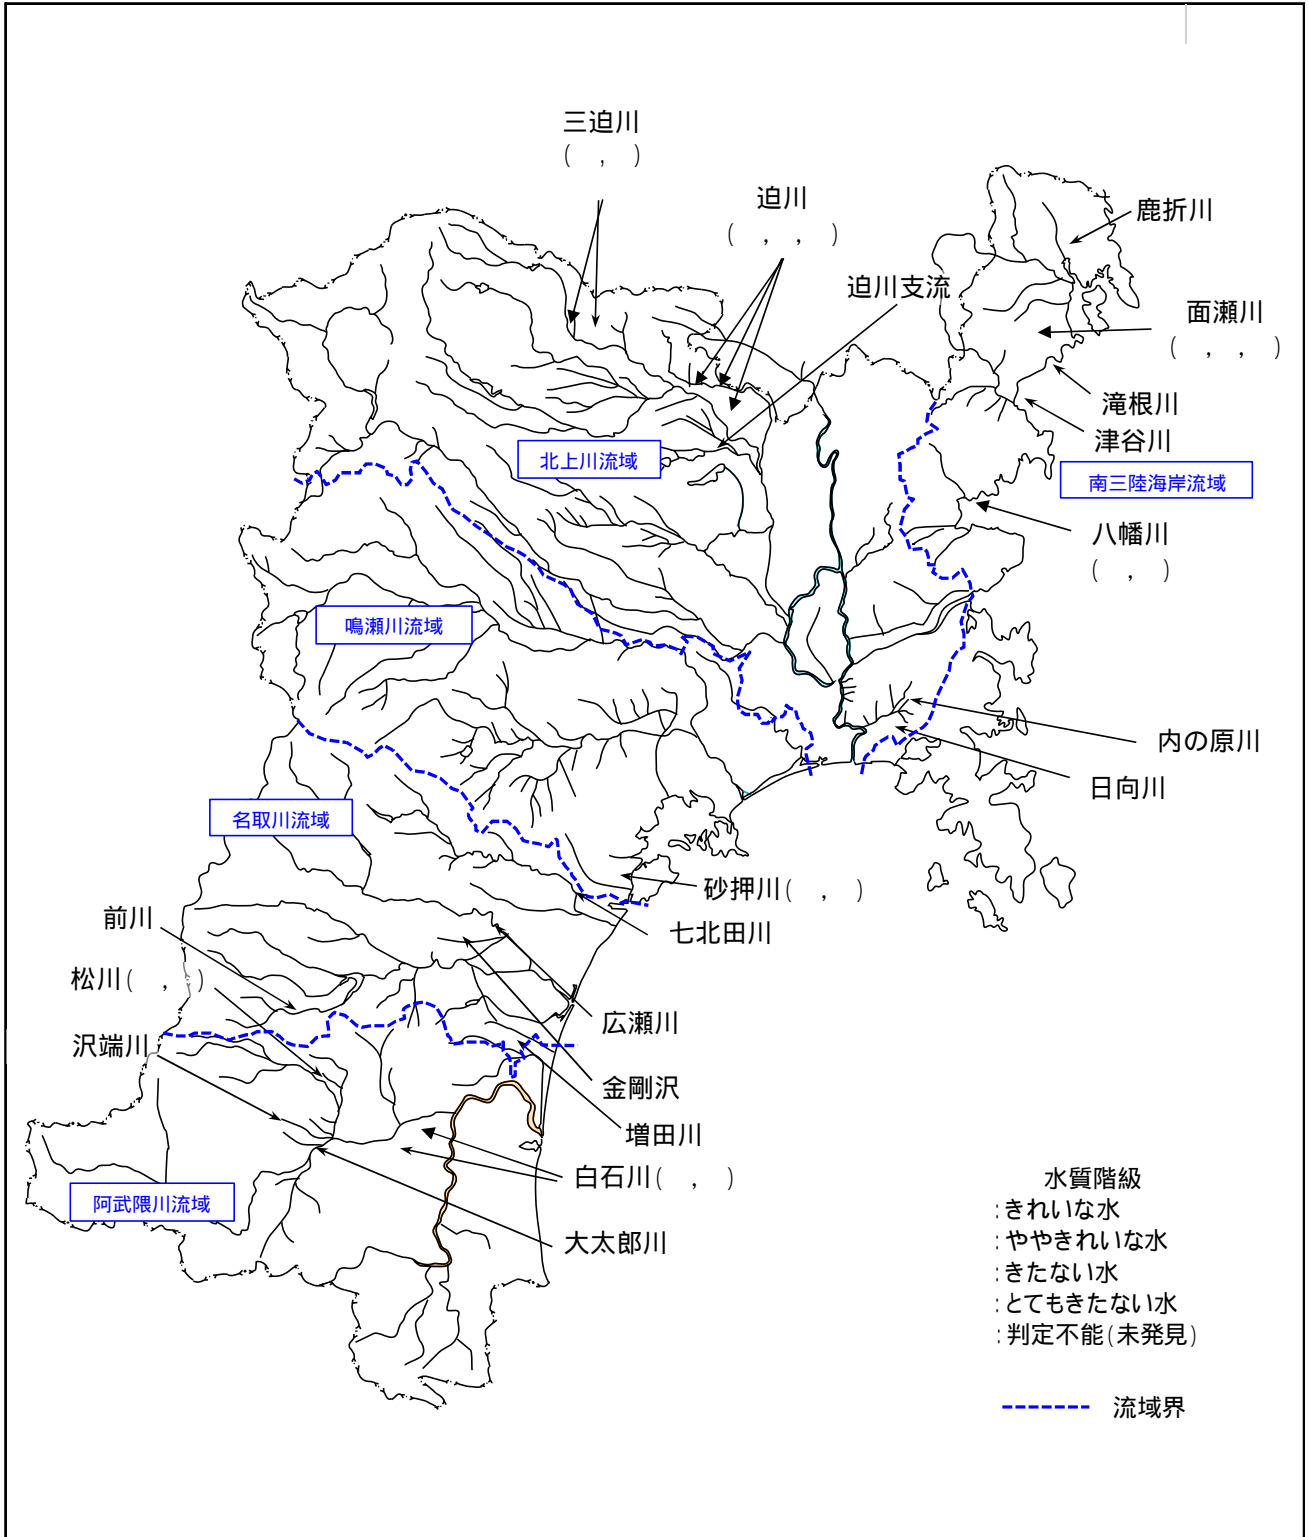 三迫川
(　,　)
迫川
(　,　,　)
鹿折川
迫川支流
面瀬川
(　,　,　)
滝根川
津谷川
北上川流域
南三陸海岸流域
八幡川
(　,　)
鳴瀬川流域
内の原川
日向川
名取川流域
砂押川(　,　)
七北田川
前川
松川(　,　)
広瀬川
沢端川
金剛沢
増田川
白石川(　,　)
阿武隈川流域
大太郎川
水質階級
:きれいな水
:ややきれいな水
:きたない水
:とてもきたない水
:判定不能(未発見)
流域界